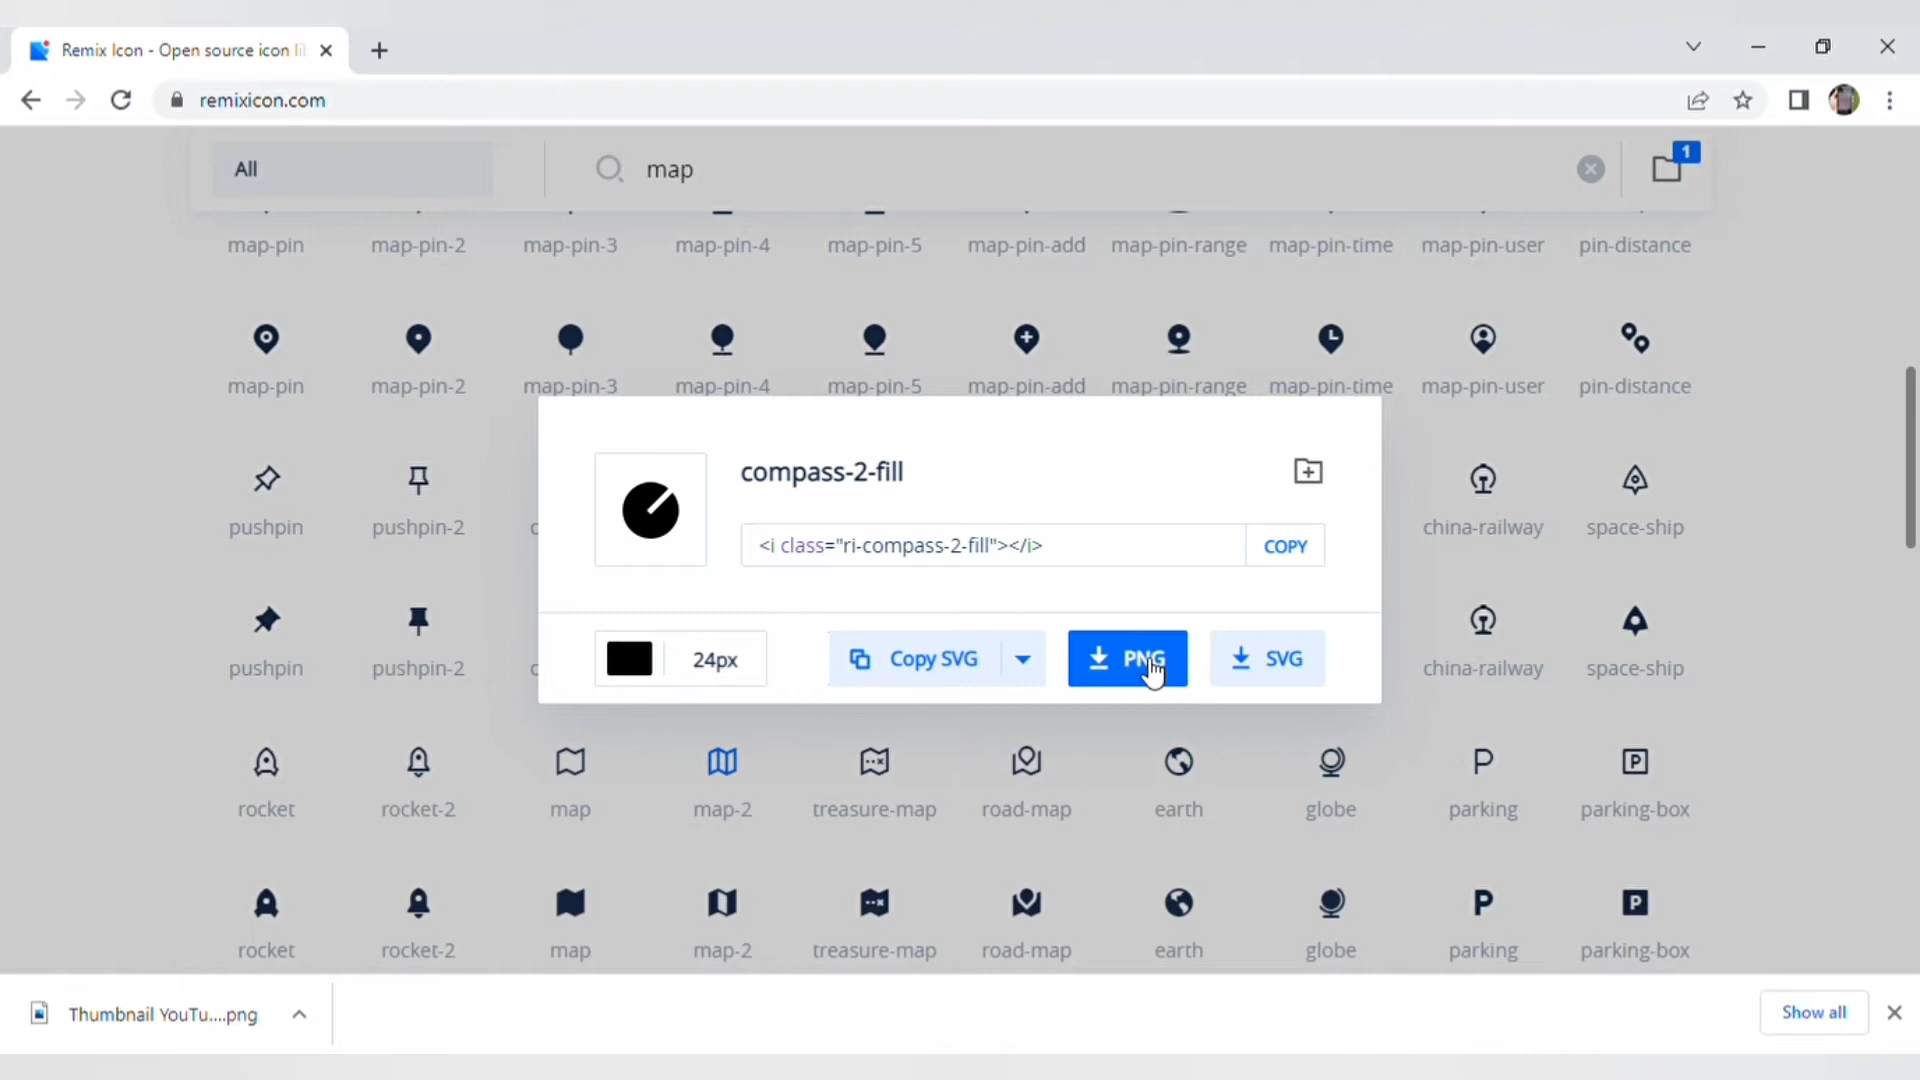 Remix Icon - Open source icon li
remixicon.com
All
map
1
map-pin map-pin-2 map-pin-3 map-pin-4 map-pin-5 map-pin-add map-pin-range map-pin-time map-pin-user pin-distance
map-pin map-pin-2 map-pin-3 map-pin-4 map-pin-5 map-pin-add map-pin-range map-pin-time map-pin-user pin-distance
compass-2-fill
<i class="ri-compass-2-fill"></i>
COPY
24px
Copy SVG
PNG
SVG
pushpin pushpin-2 china-railway space-ship
pushpin pushpin-2 china-railway space-ship
rocket rocket-2 map map-2 treasure-map road-map earth globe parking parking-box
rocket rocket-2 map map-2 treasure-map road-map earth globe parking parking-box
Thumbnail YouTu....png
Show all